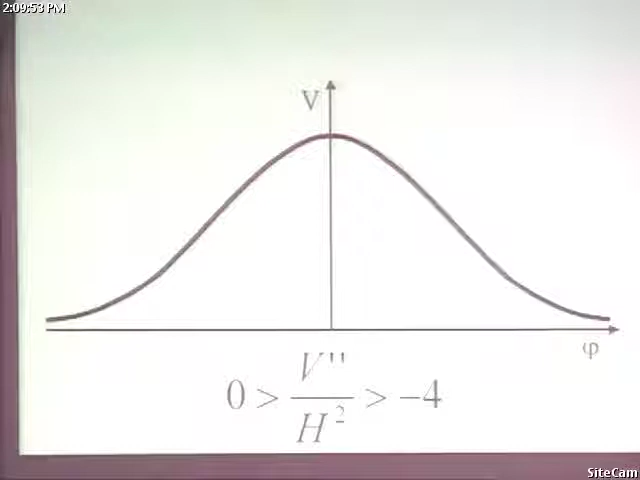 2:09:53 PM
V
φ
0 > V'' / H² > −4
SiteCam